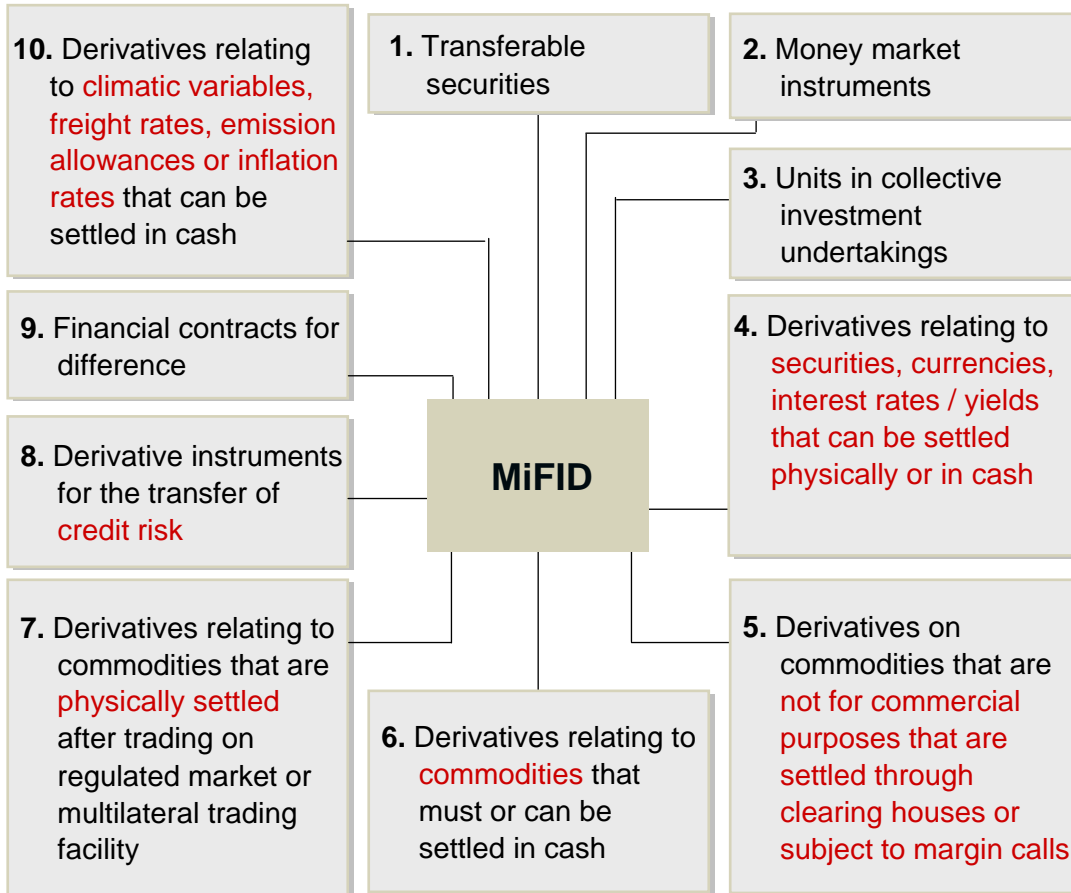 1. Transferable
securities
2. Money market
instruments
3. Units in collective
investment
undertakings
4. Derivatives relating to
securities, currencies,
interest rates / yields
that can be settled
physically or in cash
5. Derivatives on
commodities that are
not for commercial
purposes that are
settled through
clearing houses or
subject to margin calls
6. Derivatives relating to
commodities that
must or can be
settled in cash
7. Derivatives relating to
commodities that are
physically settled
after trading on
regulated market or
multilateral trading
facility
8. Derivative instruments
for the transfer of
credit risk
9. Financial contracts for
difference
10. Derivatives relating
to climatic variables,
freight rates, emission
allowances or inflation
rates that can be
settled in cash
MiFID